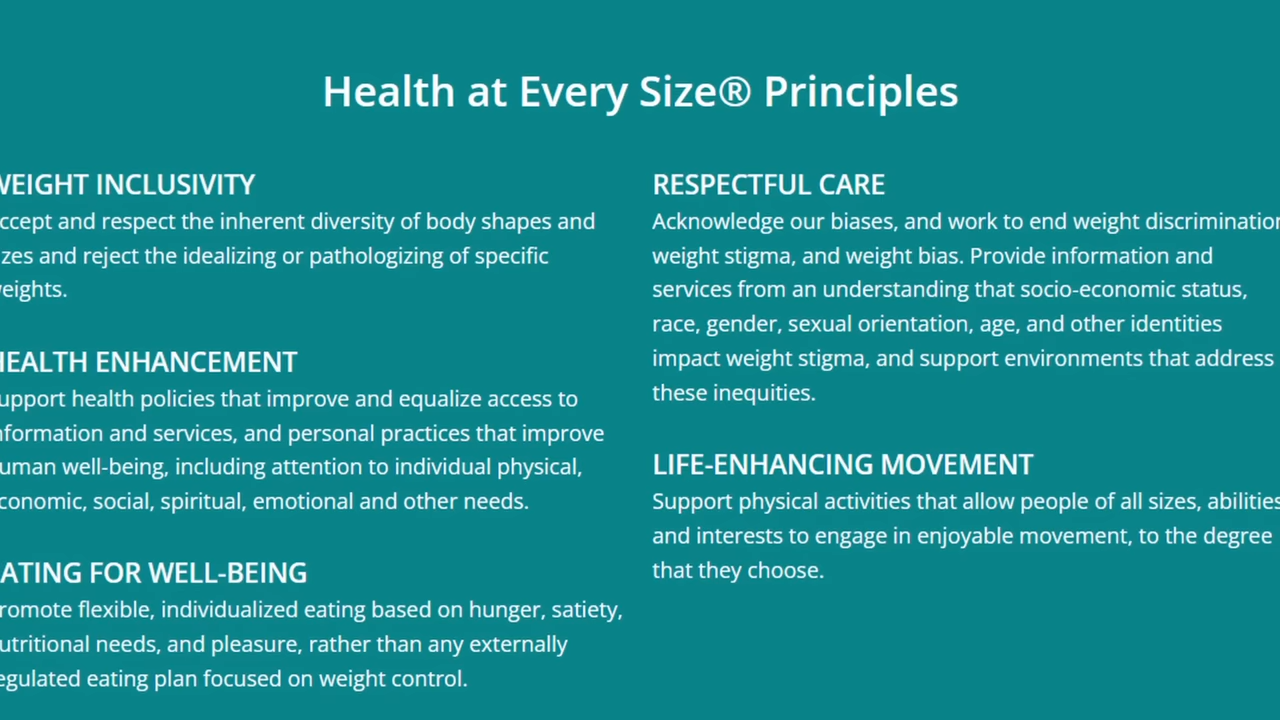 Health at Every Size® Principles
WEIGHT INCLUSIVITY
ccept and respect the inherent diversity of body shapes and
zes and reject the idealizing or pathologizing of specific
eights.
HEALTH ENHANCEMENT
upport health policies that improve and equalize access to
nformation and services, and personal practices that improve
uman well-being, including attention to individual physical,
conomic, social, spiritual, emotional and other needs.
ATING FOR WELL-BEING
romote flexible, individualized eating based on hunger, satiety,
utritional needs, and pleasure, rather than any externally
egulated eating plan focused on weight control.
RESPECTFUL CARE
Acknowledge our biases, and work to end weight discrimination
weight stigma, and weight bias. Provide information and
services from an understanding that socio-economic status,
race, gender, sexual orientation, age, and other identities
impact weight stigma, and support environments that address
these inequities.
LIFE-ENHANCING MOVEMENT
Support physical activities that allow people of all sizes, abilities
and interests to engage in enjoyable movement, to the degree
that they choose.